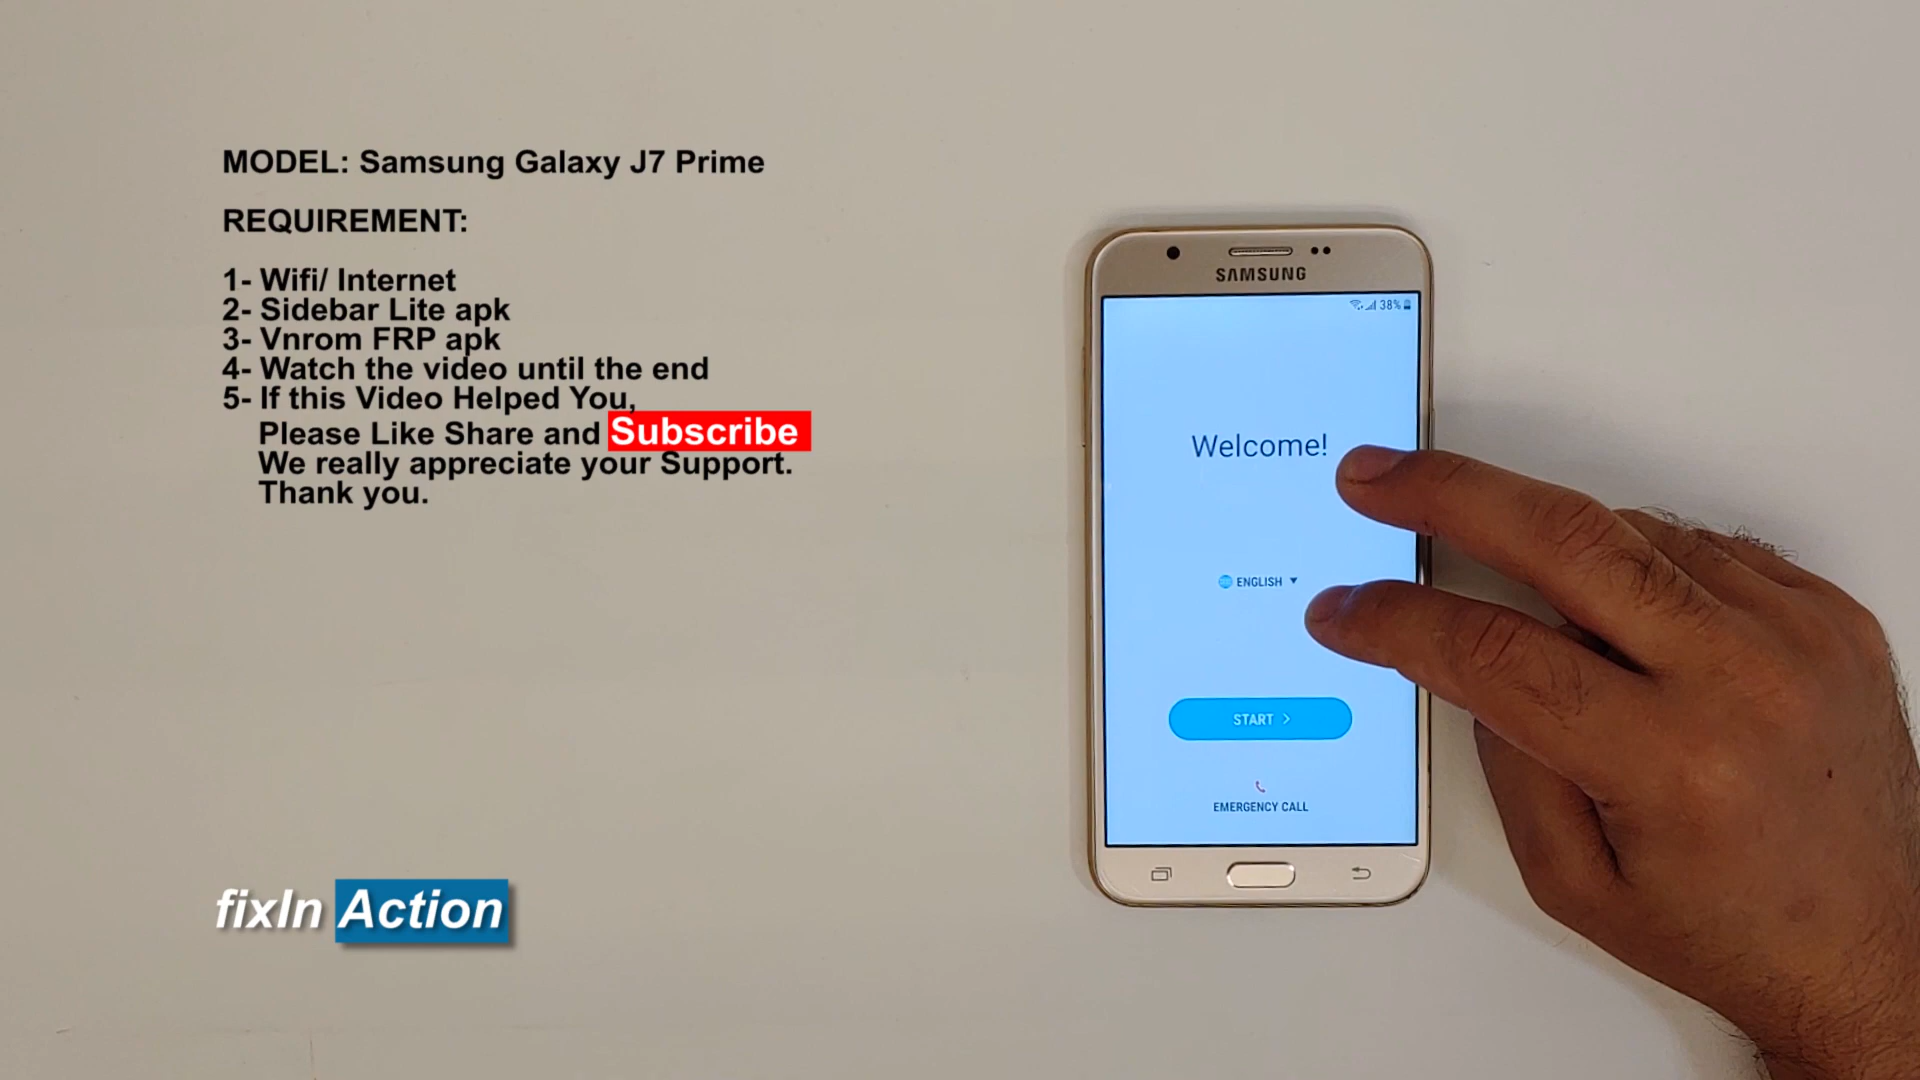 MODEL: Samsung Galaxy J7 Prime
REQUIREMENT:
1- Wifi/ Internet
2- Sidebar Lite apk
3- Vnrom FRP apk
4- Watch the video until the end
5- If this Video Helped You,
Please Like Share and Subscribe
We really appreciate your Support.
Thank you.
fixIn Action
SAMSUNG
38%
Welcome!
ENGLISH
START
EMERGENCY CALL